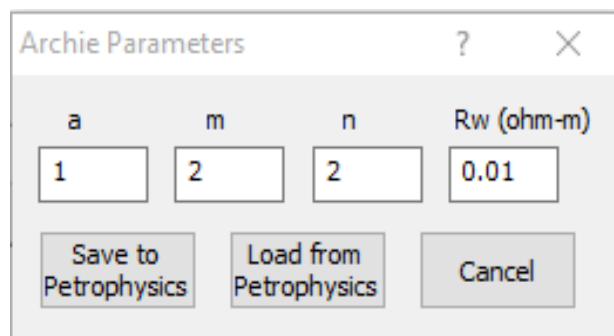 Archie Parameters ? ×
a m n Rw (ohm-m)
1 2 2 0.01
Save to Load from Cancel
Petrophysics Petrophysics